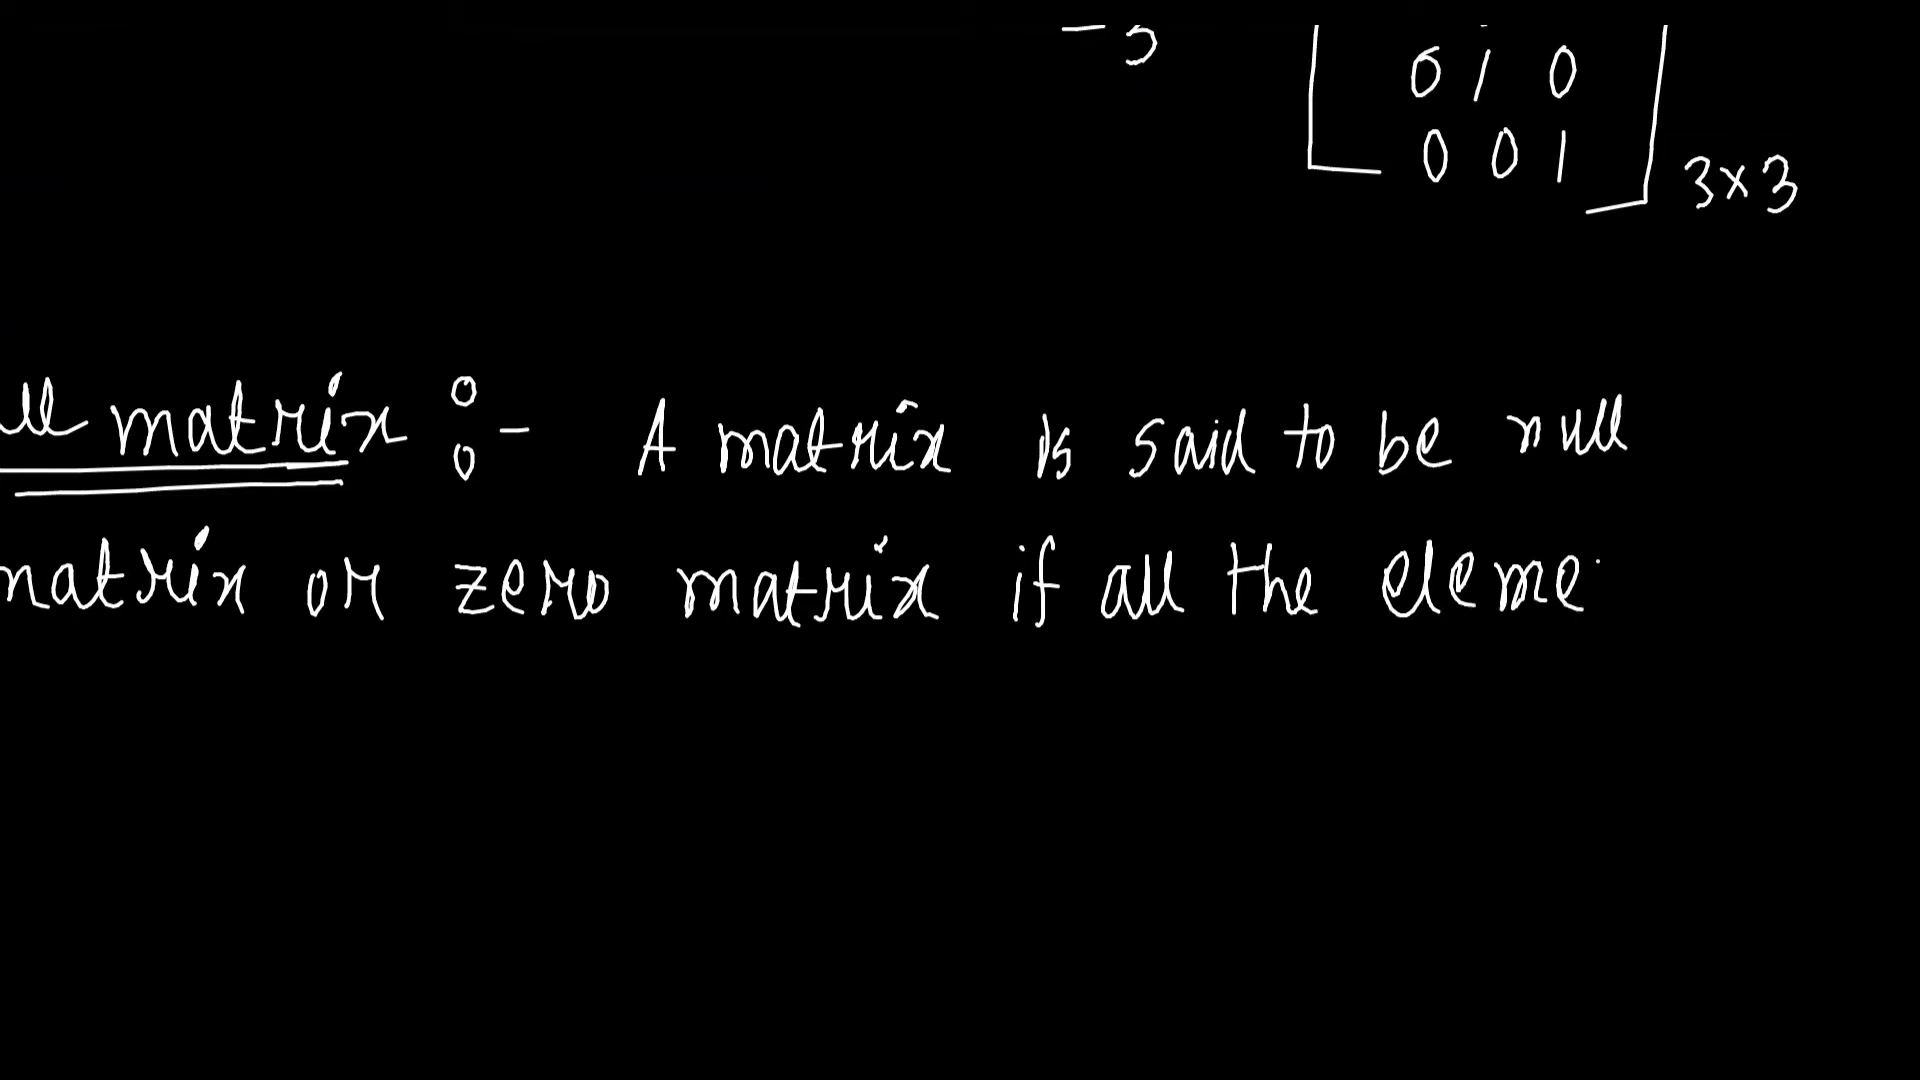 0 1 0
0 0 1
3×3
matrix :- A matrix is said to be null
matrix or zero matrix if all the eleme